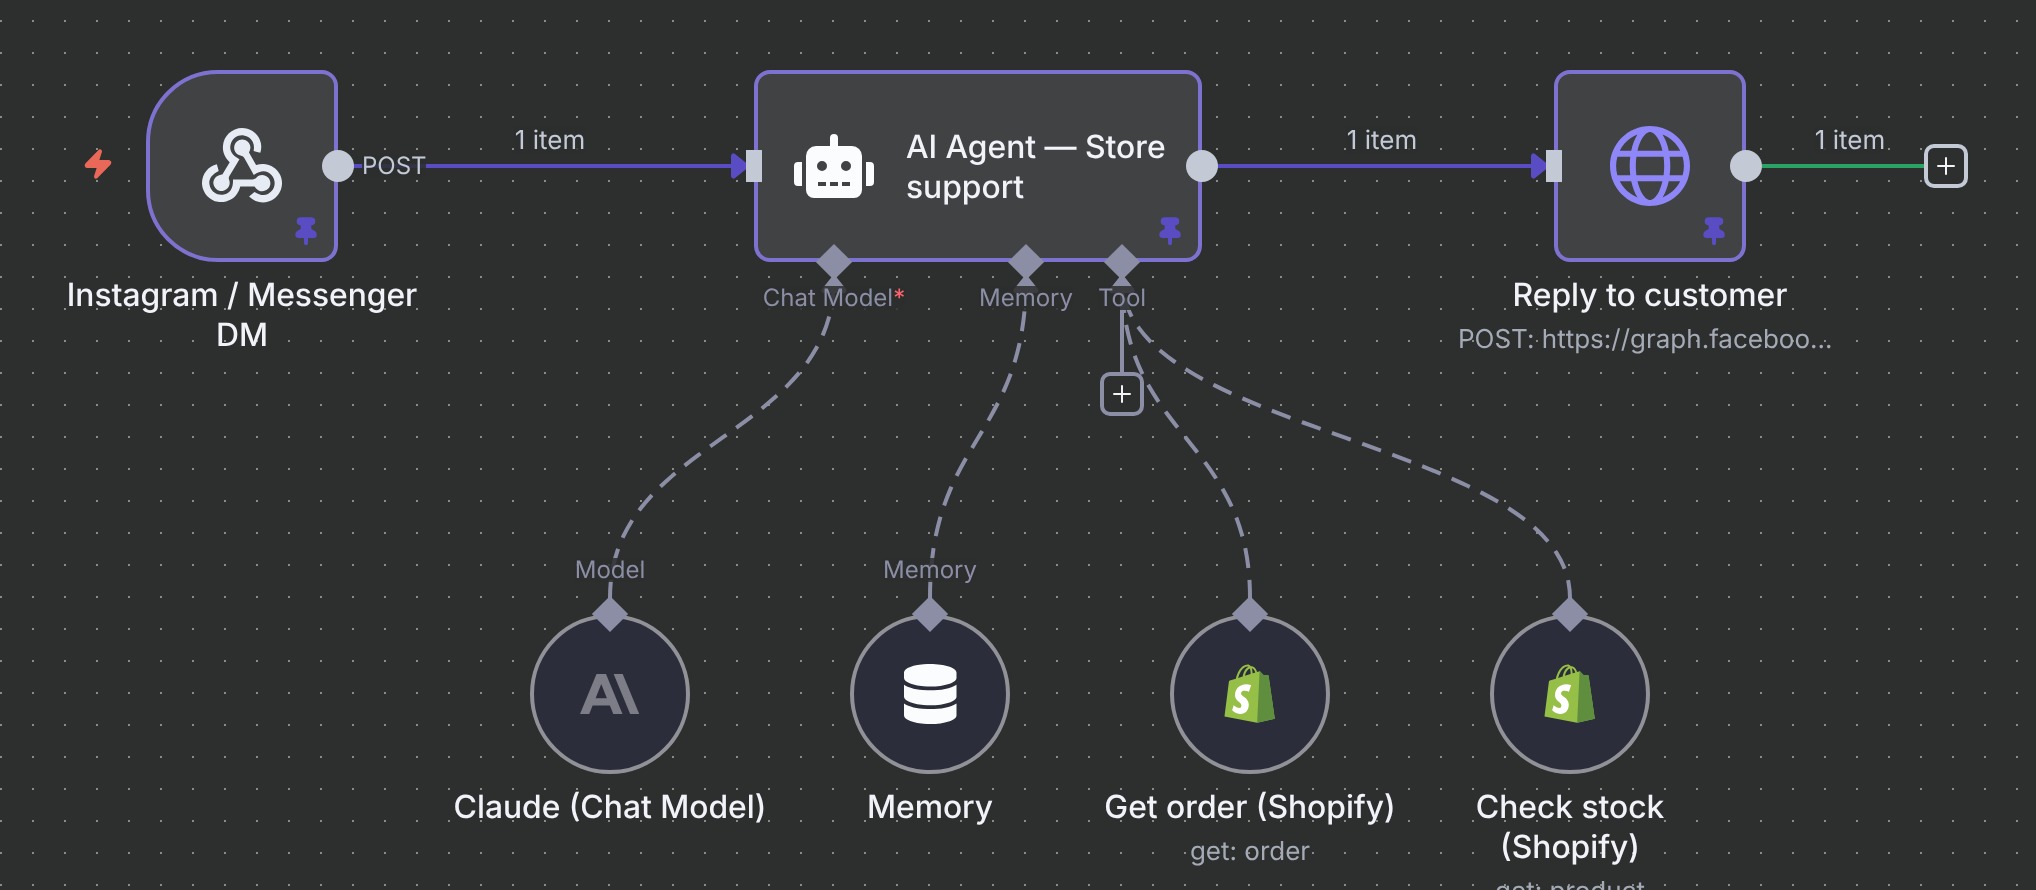 POST
1 item
AI Agent — Store
support
1 item
1 item
Instagram / Messenger
DM
Chat Model*
Memory
Tool
Reply to customer
POST: https://graph.faceboo...
Model
Memory
Claude (Chat Model)
Memory
Get order (Shopify)
get: order
Check stock
(Shopify)
get: product